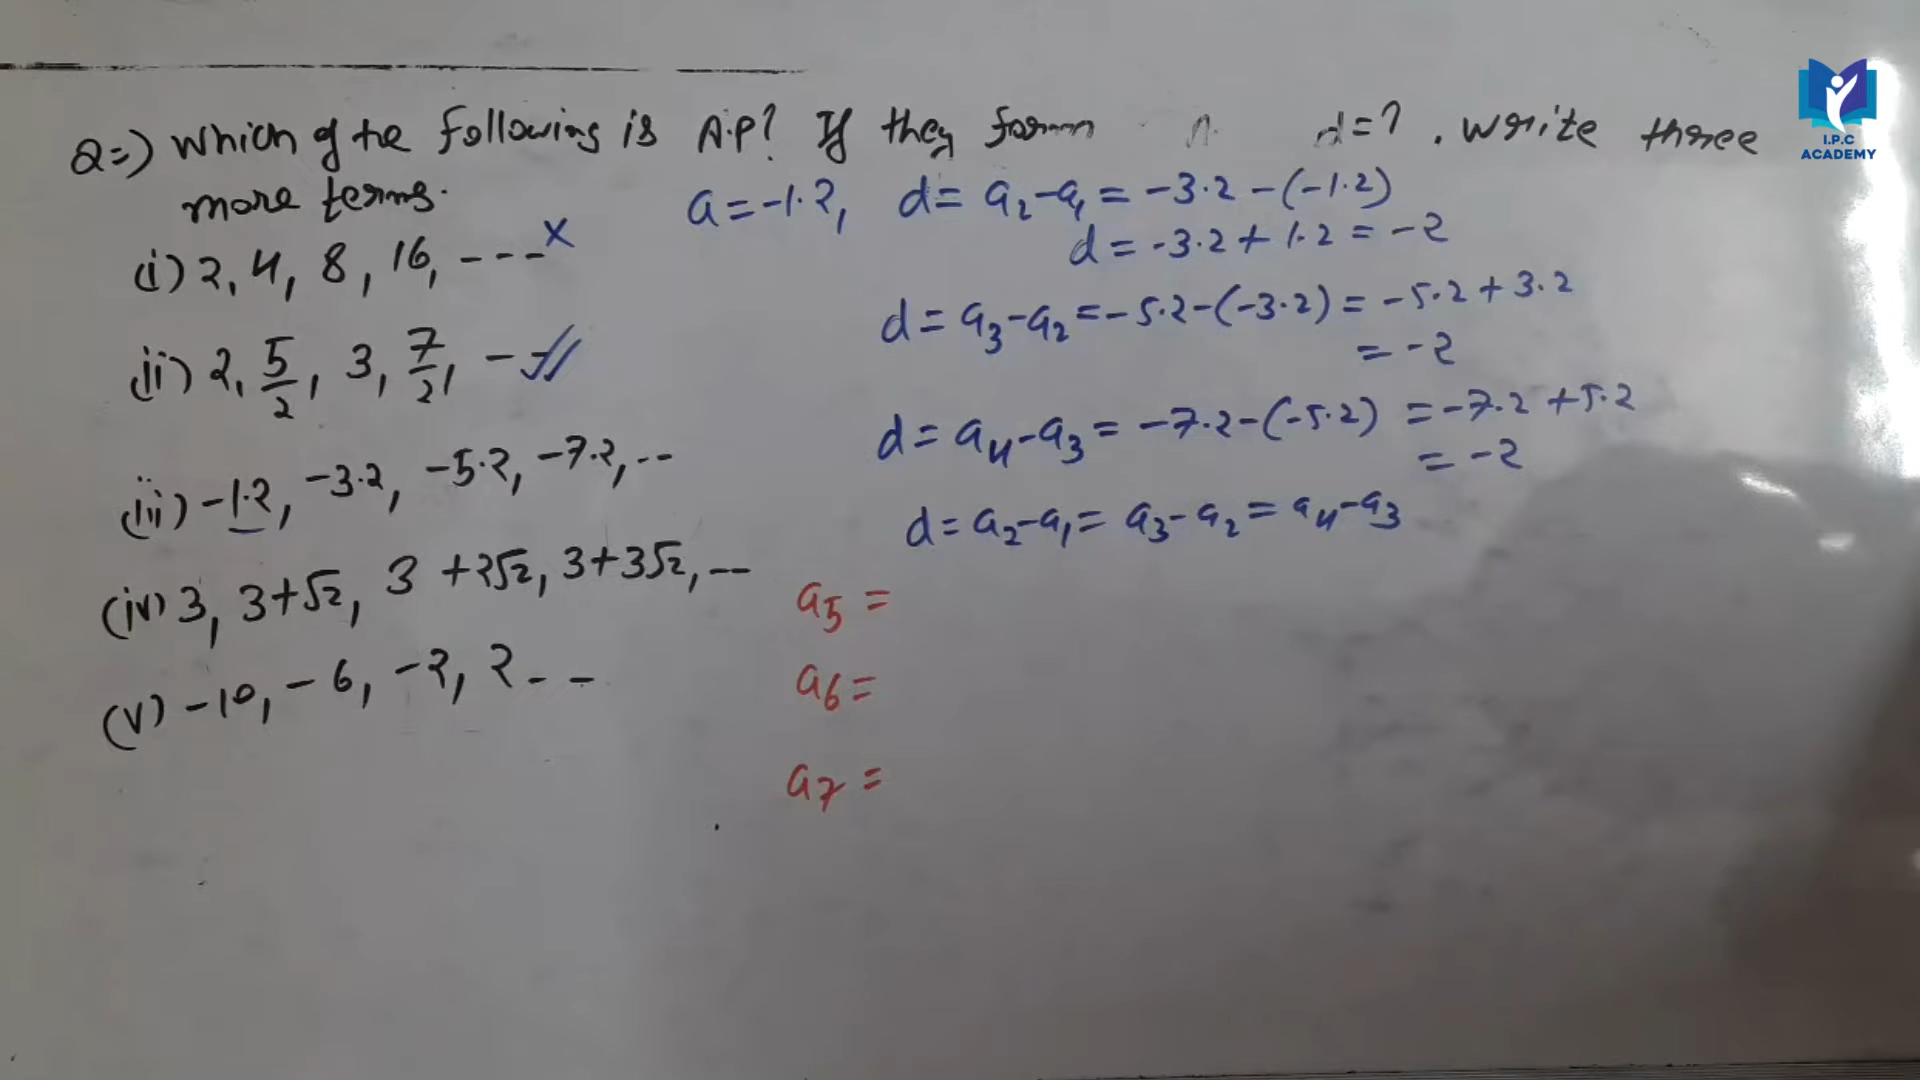 Q=) Which of the following is A.P? If they form d=? . write three
more terms.
(i) 2, 4, 8, 16, ---- x
(ii) 2, 5/2, 3, 7/2, -
(iii) -1.2, -3.2, -5.2, -7.2, --
(iv) 3, 3+√2, 3+2√2, 3+3√2, --
(v) -10, -6, -2, 2 - -
a = -1.2, d = a₂-a₁ = -3.2-(-1.2)
d = -3.2+1.2 = -2
d = a₃-a₂ = -5.2-(-3.2) = -5.2+3.2
= -2
d = a₄-a₃ = -7.2-(-5.2) = -7.2+5.2
= -2
d = a₂-a₁ = a₃-a₂ = a₄-a₃
a₅ =
a₆ =
a₇ =
I.P.C
ACADEMY